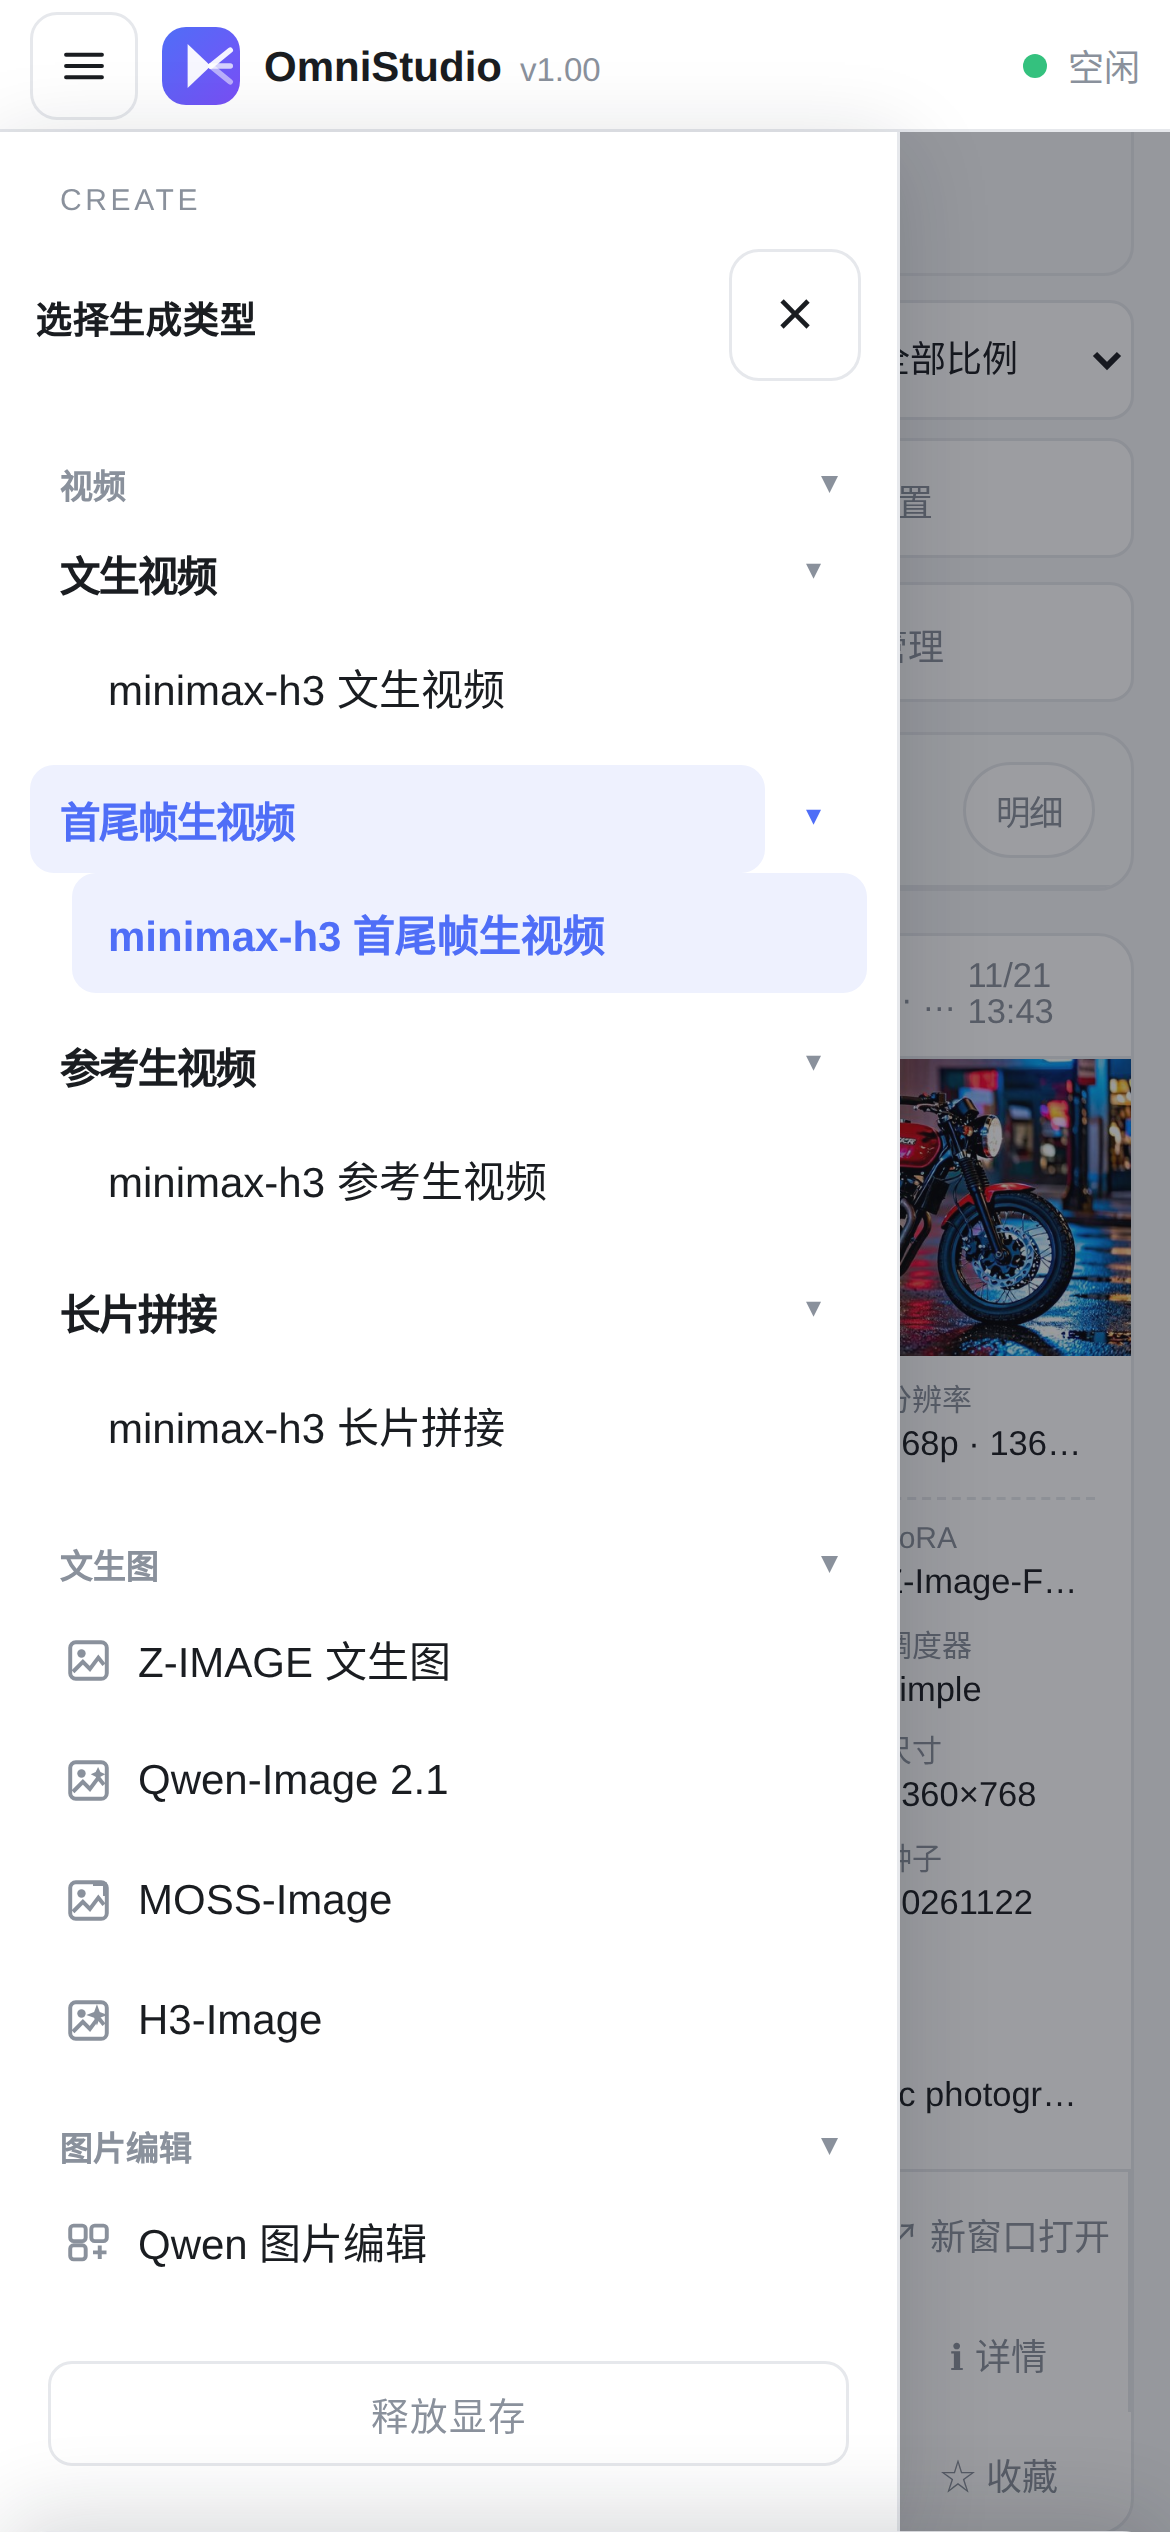 OmniStudio v1.00
空闲
CREATE
选择生成类型
视频
文生视频
minimax-h3 文生视频
首尾帧生视频
minimax-h3 首尾帧生视频
参考生视频
minimax-h3 参考生视频
长片拼接
minimax-h3 长片拼接
文生图
Z-IMAGE 文生图
Qwen-Image 2.1
MOSS-Image
H3-Image
图片编辑
Qwen 图片编辑
释放显存
部比例
置
管理
明细
· … 11/21
13:43
分辨率
68p · 136…
oRA
-Image-F…
调度器
imple
尺寸
360×768
种子
0261122
c photogr…
新窗口打开
详情
☆ 收藏